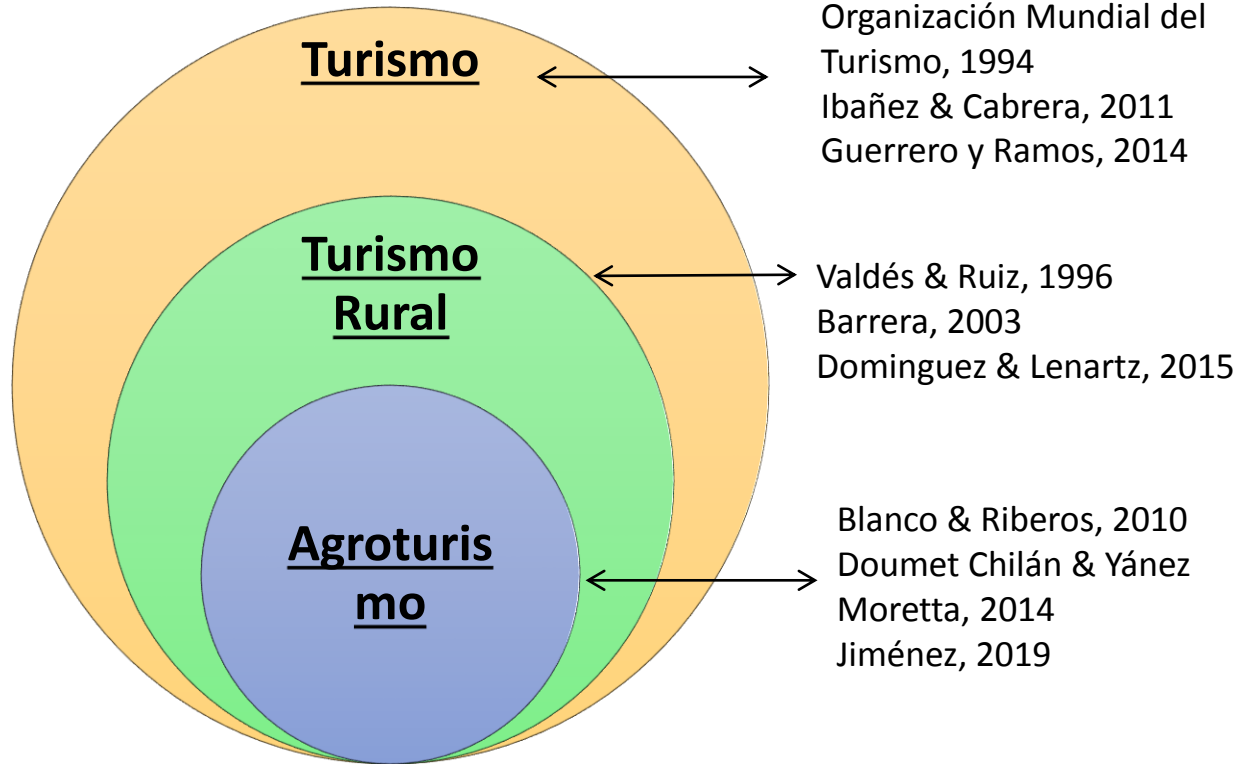 Turismo
Organización Mundial del
Turismo, 1994
Ibañez & Cabrera, 2011
Guerrero y Ramos, 2014
Turismo
Rural
Valdés & Ruiz, 1996
Barrera, 2003
Dominguez & Lenartz, 2015
Agroturis
mo
Blanco & Riberos, 2010
Doumet Chilán & Yánez
Moretta, 2014
Jiménez, 2019